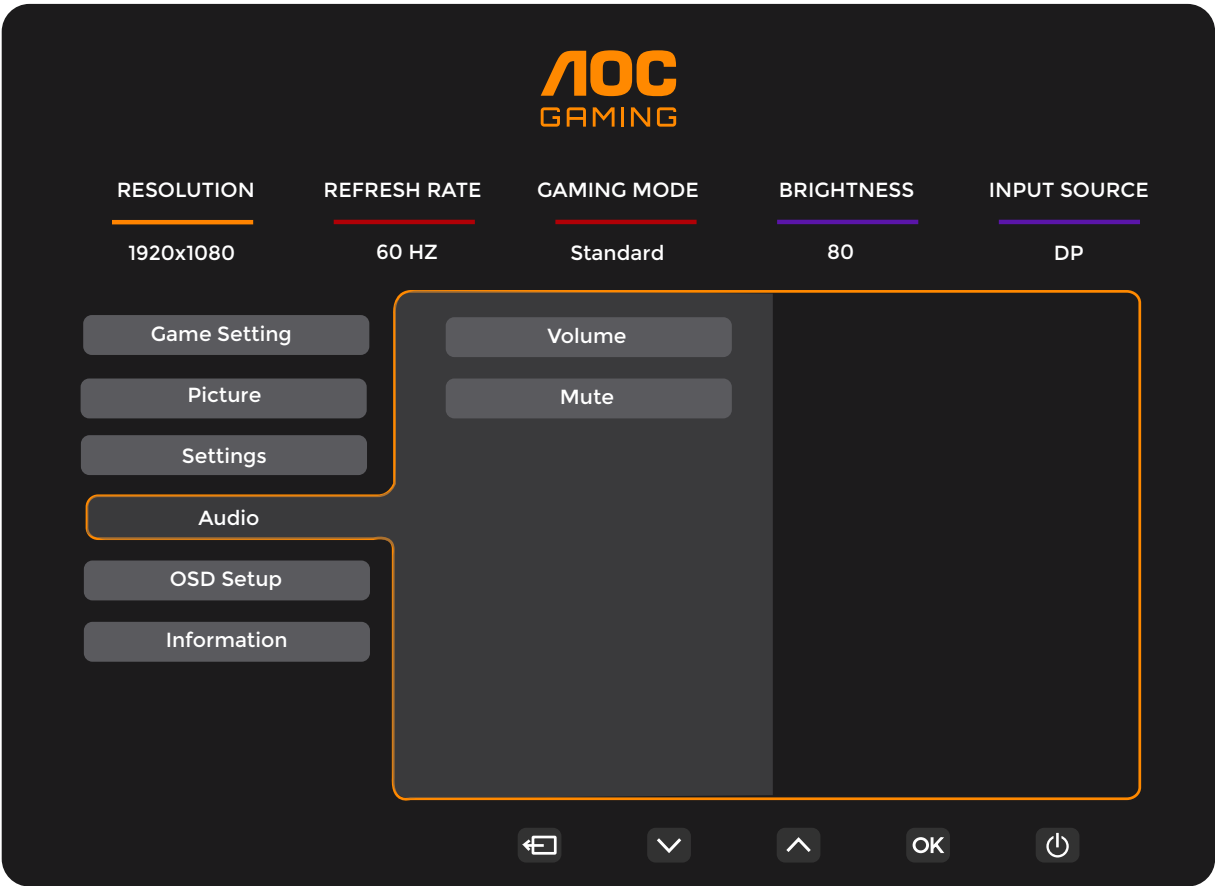 AOC
GAMING
RESOLUTION REFRESH RATE GAMING MODE BRIGHTNESS INPUT SOURCE
1920x1080 60 HZ Standard 80 DP
Game Setting
Picture
Settings
Audio
OSD Setup
Information
Volume
Mute
OK